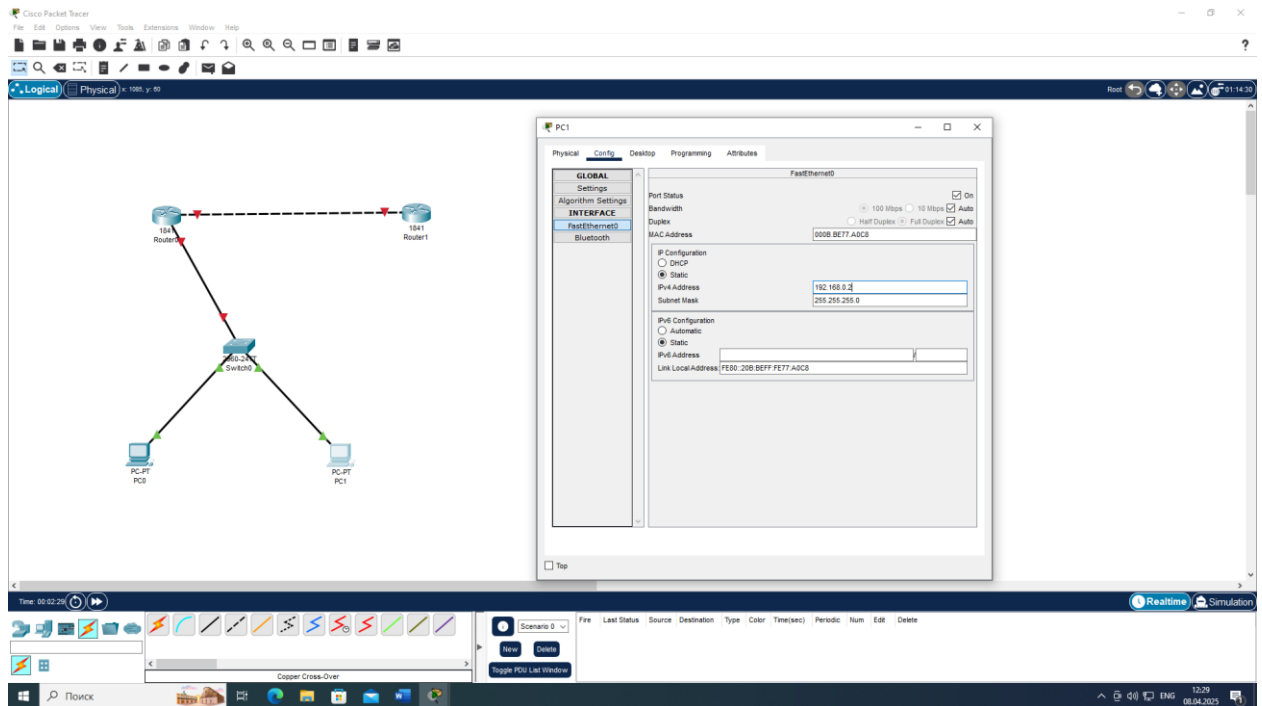 Cisco Packet Tracer
File Edit Options View Tools Extensions Window Help
?
Logical Physical x: 1085, y: 60 Root 01:14:30
PC1
Physical Config Desktop Programming Attributes
GLOBAL
Settings
Algorithm Settings
INTERFACE
FastEthernet0
Bluetooth
FastEthernet0
Port Status On
Bandwidth 100 Mbps 10 Mbps Auto
Duplex Half Duplex Full Duplex Auto
MAC Address 000B.BE77.A0C8
IP Configuration
DHCP
Static
IPv4 Address 192.168.0.2
Subnet Mask 255.255.255.0
IPv6 Configuration
Automatic
Static
IPv6 Address /
Link Local Address: FE80::20B:BEFF:FE77:A0C8
Top
1841
Router0
1841
Router1
2960-24TT
Switch0
PC-PT
PC0
PC-PT
PC1
Time: 00:02:29 Realtime Simulation
Scenario 0
New Delete
Toggle PDU List Window
Fire Last Status Source Destination Type Color Time(sec) Periodic Num Edit Delete
Copper Cross-Over
Поиск
ENG 12:29
08.04.2025